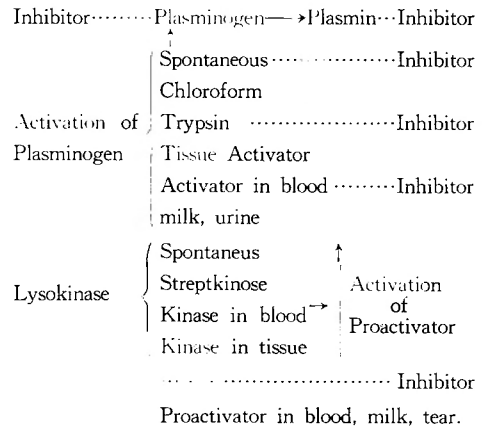 Inhibitor········Plasminogen—→Plasmin···Inhibitor
Spontaneous················Inhibitor
Chloroform
Activation of Trypsin ················Inhibitor
Plasminogen Tissue Activator
Activator in blood ·········Inhibitor
milk, urine
Spontaneus
Streptkinose Activation
Lysokinase of
Kinase in blood→ Proactivator
Kinase in tissue
······························ Inhibitor
Proactivator in blood, milk, tear.